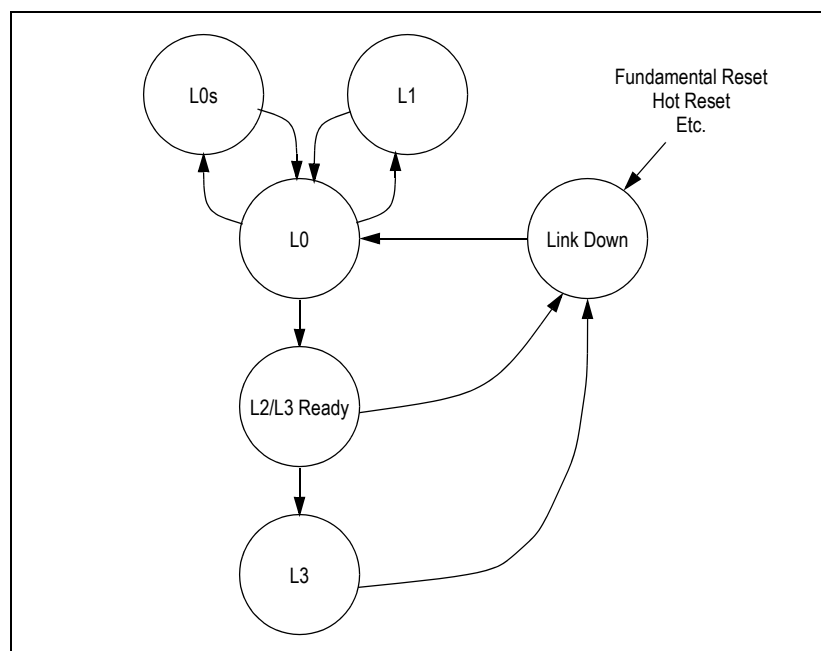 L0s
L1
Fundamental Reset
Hot Reset
Etc.
L0
Link Down
L2/L3 Ready
L3